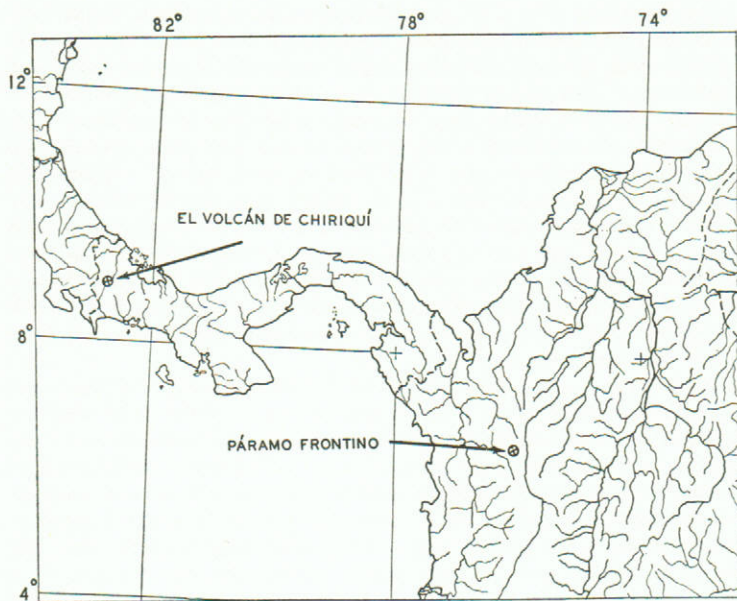 82° 78° 74°
12°
EL VOLCÁN DE CHIRIQUÍ
8°
PÁRAMO FRONTINO
4°